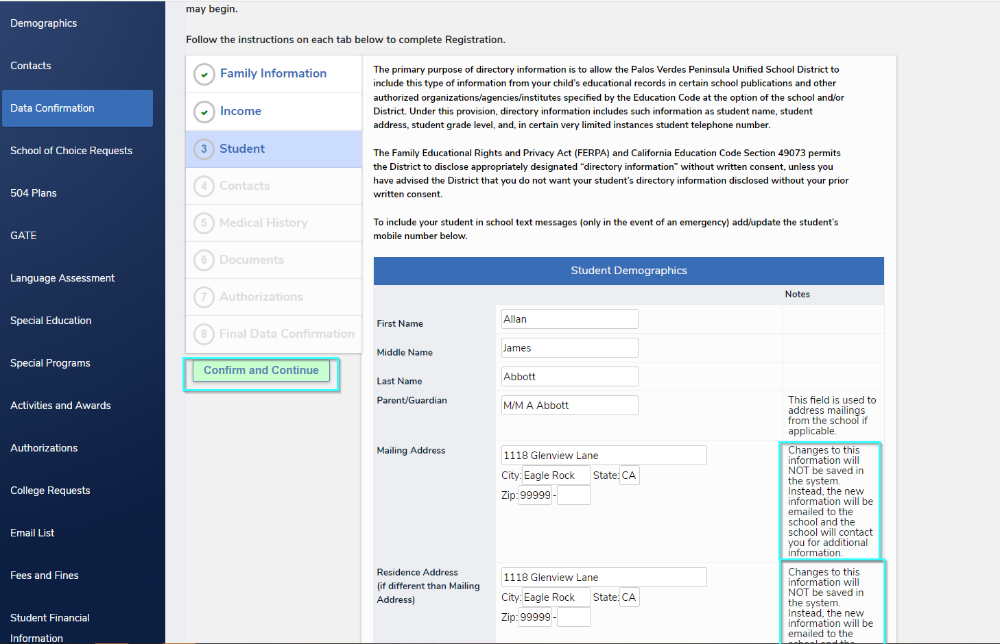 Demographics
Contacts
Data Confirmation
School of Choice Requests
504 Plans
GATE
Language Assessment
Special Education
Special Programs
Activities and Awards
Authorizations
College Requests
Email List
Fees and Fines
Student Financial
Information
may begin.
Follow the instructions on each tab below to complete Registration.
Family Information
Income
3 Student
4 Contacts
5 Medical History
6 Documents
7 Authorizations
8 Final Data Confirmation
Confirm and Continue
The primary purpose of directory information is to allow the Palos Verdes Peninsula Unified School District to
include this type of information from your child's educational records in certain school publications and other
authorized organizations/agencies/institutes specified by the Education Code at the option of the school and/or
District. Under this provision, directory information includes such information as student name, student
address, student grade level, and, in certain very limited instances student telephone number.
The Family Educational Rights and Privacy Act (FERPA) and California Education Code Section 49073 permits
the District to disclose appropriately designated “directory information” without written consent, unless you
have advised the District that you do not want your student's directory information disclosed without your prior
written consent.
To include your student in school text messages (only in the event of an emergency) add/update the student's
mobile number below.
Student Demographics
Notes
First Name Allan
Middle Name James
Last Name Abbott
Parent/Guardian M/M A Abbott
This field is used to
address mailings
from the school if
applicable.
Mailing Address 1118 Glenview Lane
City: Eagle Rock State: CA
Zip: 99999 -
Changes to this
information will
NOT be saved in
the system.
Instead, the new
information will be
emailed to the
school and the
school will contact
you for additional
information.
Residence Address
(if different than Mailing
Address)
1118 Glenview Lane
City: Eagle Rock State: CA
Zip: 99999 -
Changes to this
information will
NOT be saved in
the system.
Instead, the new
information will be
emailed to the
school and the